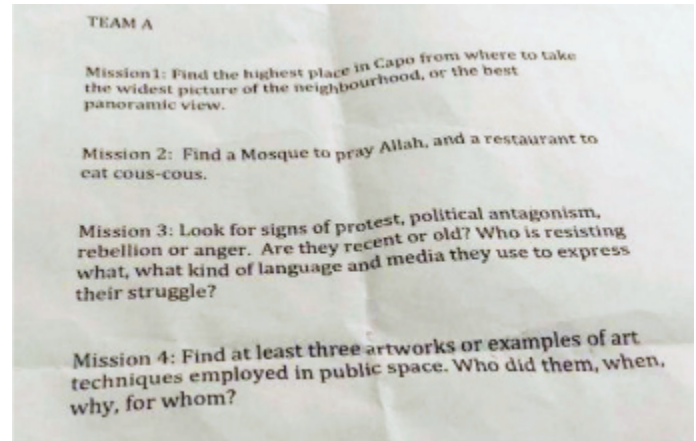 TEAM A
Mission1: Find the highest place in Capo from where to take
the widest picture of the neighbourhood, or the best
panoramic view.
Mission 2: Find a Mosque to pray Allah, and a restaurant to
eat cous-cous.
Mission 3: Look for signs of protest, political antagonism,
rebellion or anger. Are they recent or old? Who is resisting
what, what kind of language and media they use to express
their struggle?
Mission 4: Find at least three artworks or examples of art
techniques employed in public space. Who did them, when,
why, for whom?